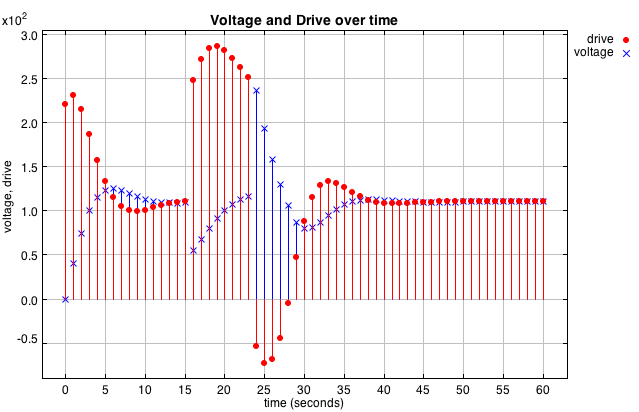 Voltage and Drive over time
x10²
drive
voltage
3.0
2.5
2.0
1.5
1.0
0.5
0.0
-0.5
voltage, drive
0 5 10 15 20 25 30 35 40 45 50 55 60
time (seconds)